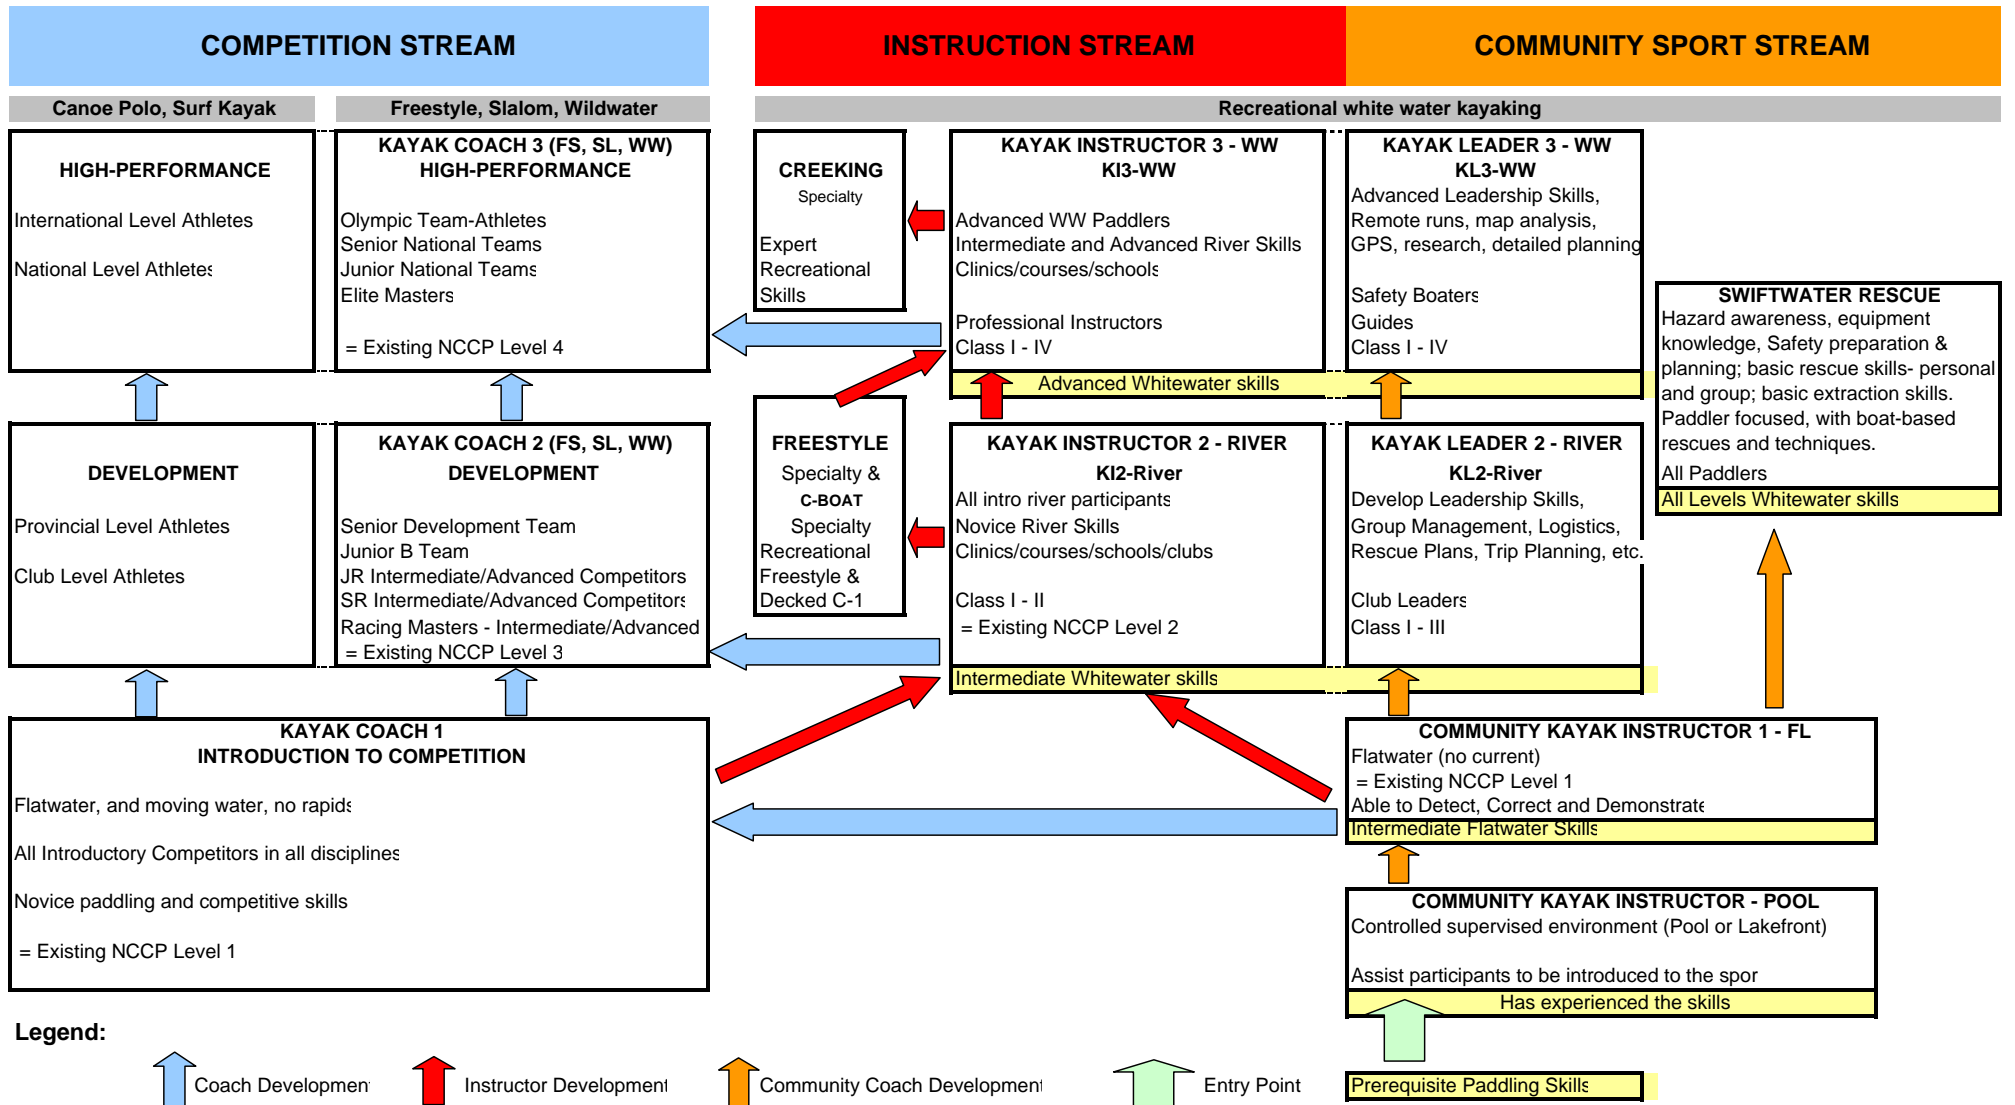 COMPETITION STREAM
INSTRUCTION STREAM
COMMUNITY SPORT STREAM
Canoe Polo, Surf Kayak
Freestyle, Slalom, Wildwater
Recreational white water kayaking
HIGH-PERFORMANCE
International Level Athletes
National Level Athletes
KAYAK COACH 3 (FS, SL, WW)
HIGH-PERFORMANCE
Olympic Team-Athletes
Senior National Teams
Junior National Teams
Elite Masters
= Existing NCCP Level 4
CREEKING
Specialty
Expert
Recreational
Skills
KAYAK INSTRUCTOR 3 - WW
KI3-WW
Advanced WW Paddlers
Intermediate and Advanced River Skills
Clinics/courses/schools
Professional Instructors
Class I - IV
Advanced Whitewater skills
KAYAK LEADER 3 - WW
KL3-WW
Advanced Leadership Skills,
Remote runs, map analysis,
GPS, research, detailed planning
Safety Boaters
Guides
Class I - IV
SWIFTWATER RESCUE
Hazard awareness, equipment
knowledge, Safety preparation &
planning; basic rescue skills- personal
and group; basic extraction skills.
Paddler focused, with boat-based
rescues and techniques.
All Paddlers
All Levels Whitewater skills
DEVELOPMENT
Provincial Level Athletes
Club Level Athletes
KAYAK COACH 2 (FS, SL, WW)
DEVELOPMENT
Senior Development Team
Junior B Team
JR Intermediate/Advanced Competitors
SR Intermediate/Advanced Competitors
Racing Masters - Intermediate/Advanced
= Existing NCCP Level 3
FREESTYLE
Specialty &
C-BOAT
Specialty
Recreational
Freestyle &
Decked C-1
KAYAK INSTRUCTOR 2 - RIVER
KI2-River
All intro river participants
Novice River Skills
Clinics/courses/schools/clubs
Class I - II
= Existing NCCP Level 2
Intermediate Whitewater skills
KAYAK LEADER 2 - RIVER
KL2-River
Develop Leadership Skills,
Group Management, Logistics,
Rescue Plans, Trip Planning, etc.
Club Leaders
Class I - III
KAYAK COACH 1
INTRODUCTION TO COMPETITION
Flatwater, and moving water, no rapids
All Introductory Competitors in all disciplines
Novice paddling and competitive skills
= Existing NCCP Level 1
COMMUNITY KAYAK INSTRUCTOR 1 - FL
Flatwater (no current)
= Existing NCCP Level 1
Able to Detect, Correct and Demonstrate
Intermediate Flatwater Skills
COMMUNITY KAYAK INSTRUCTOR - POOL
Controlled supervised environment (Pool or Lakefront)
Assist participants to be introduced to the spor
Has experienced the skills
Legend:
Coach Development
Instructor Development
Community Coach Development
Entry Point
Prerequisite Paddling Skills